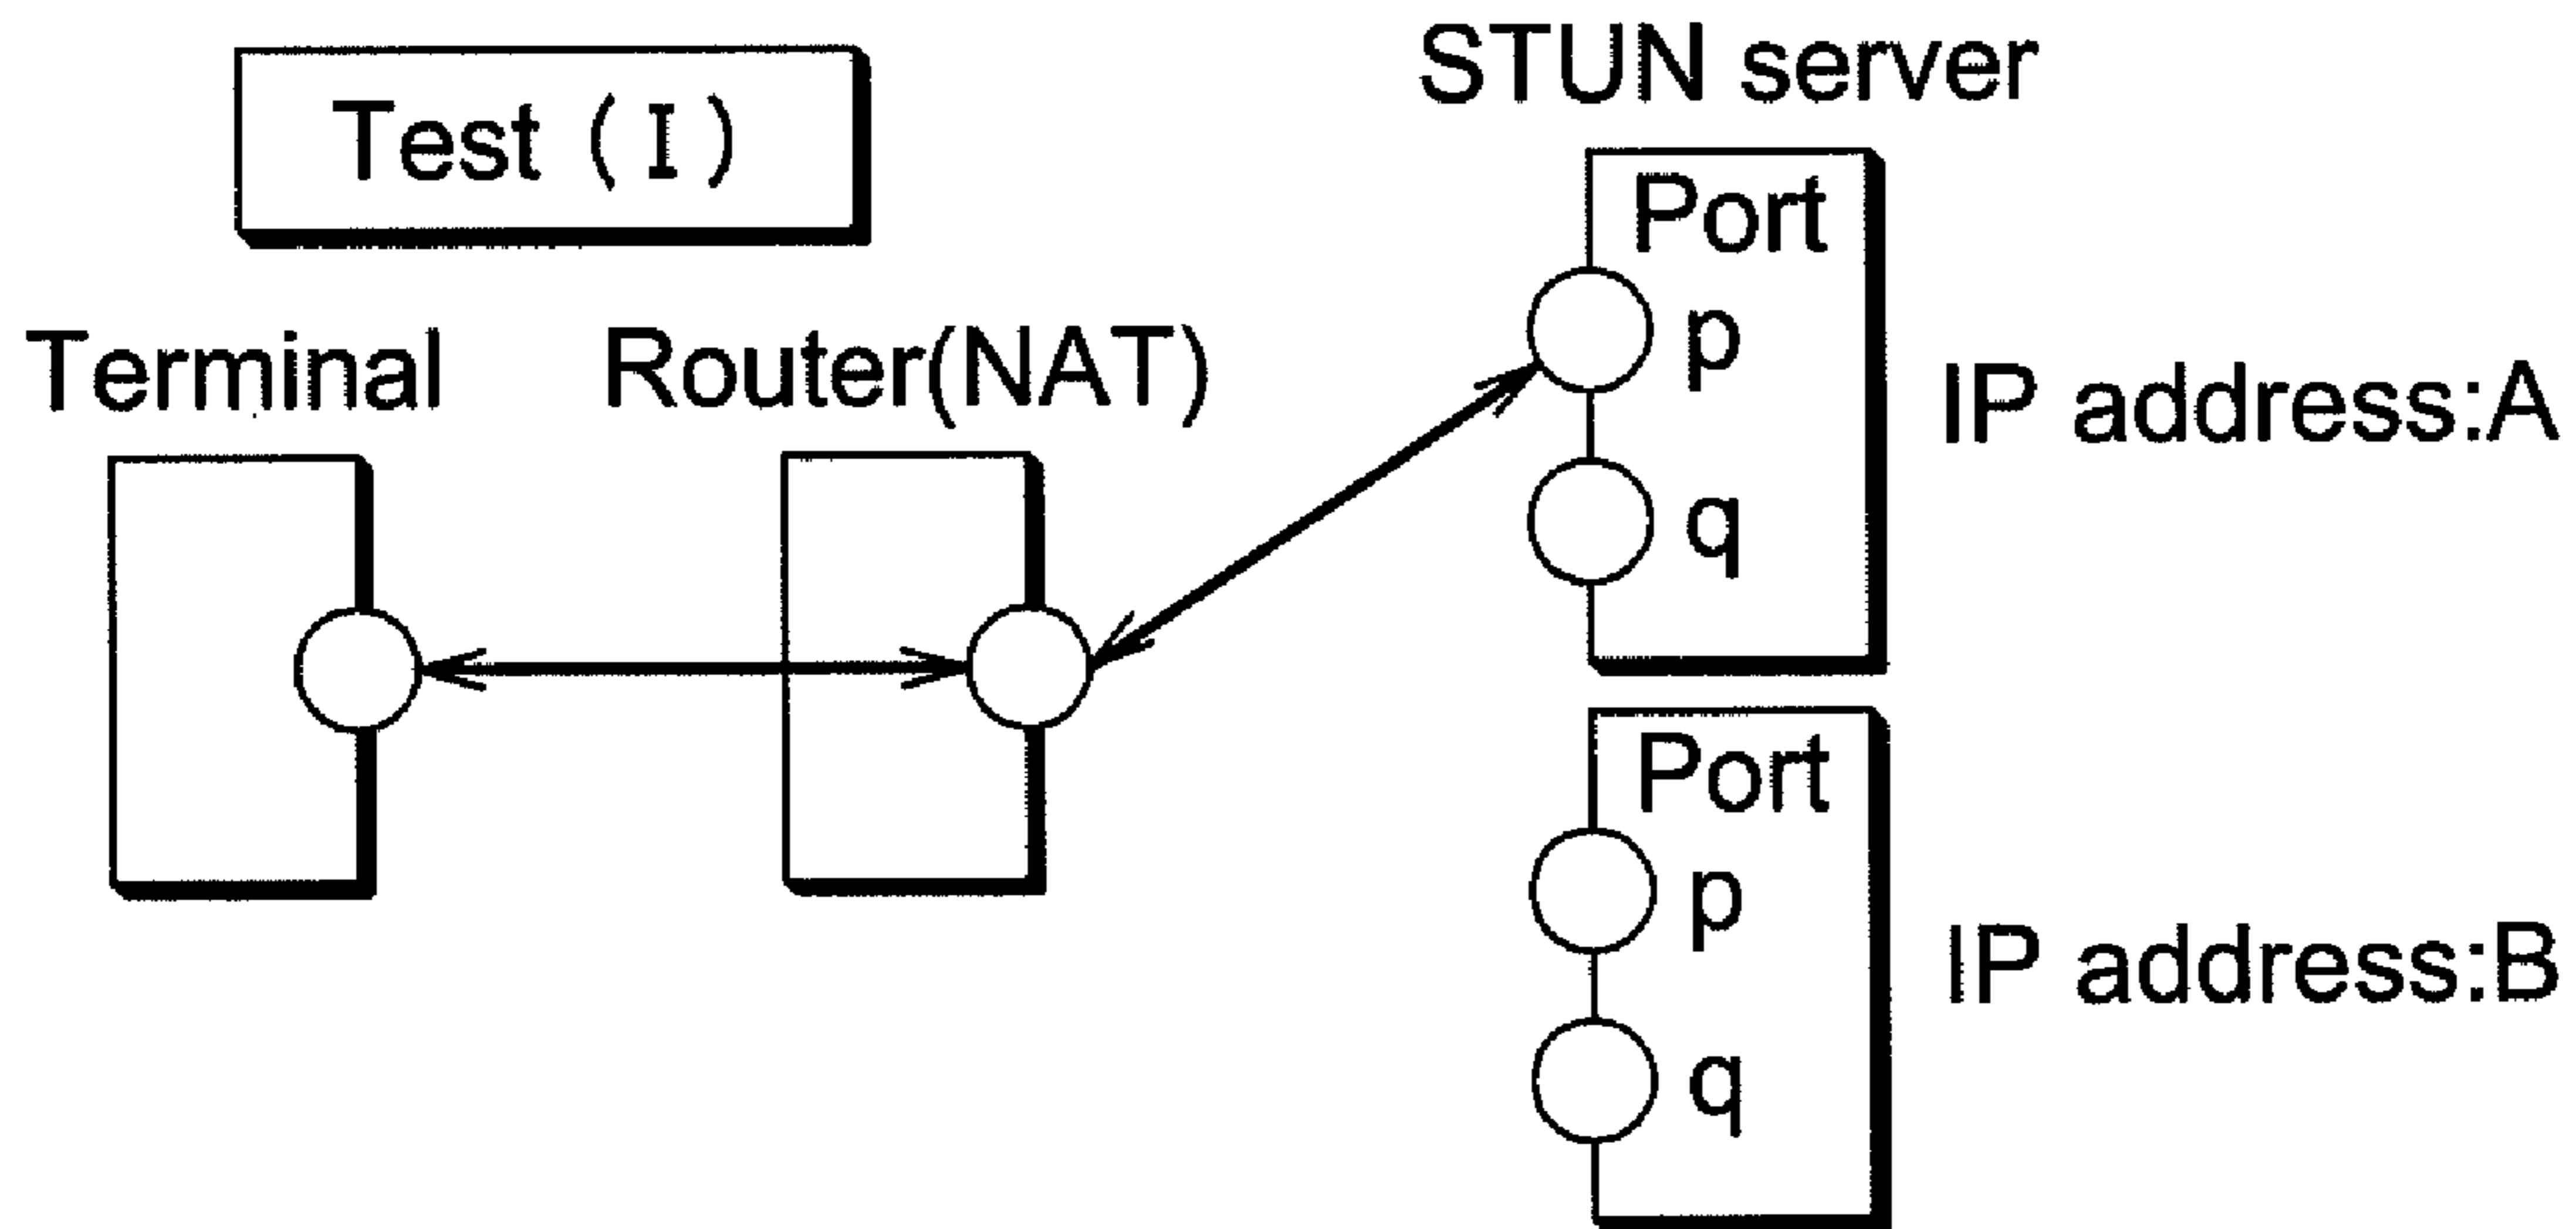 Test (I)
STUN server
Terminal
Router(NAT)
Port
p
q
IP address:A
Port
p
q
IP address:B